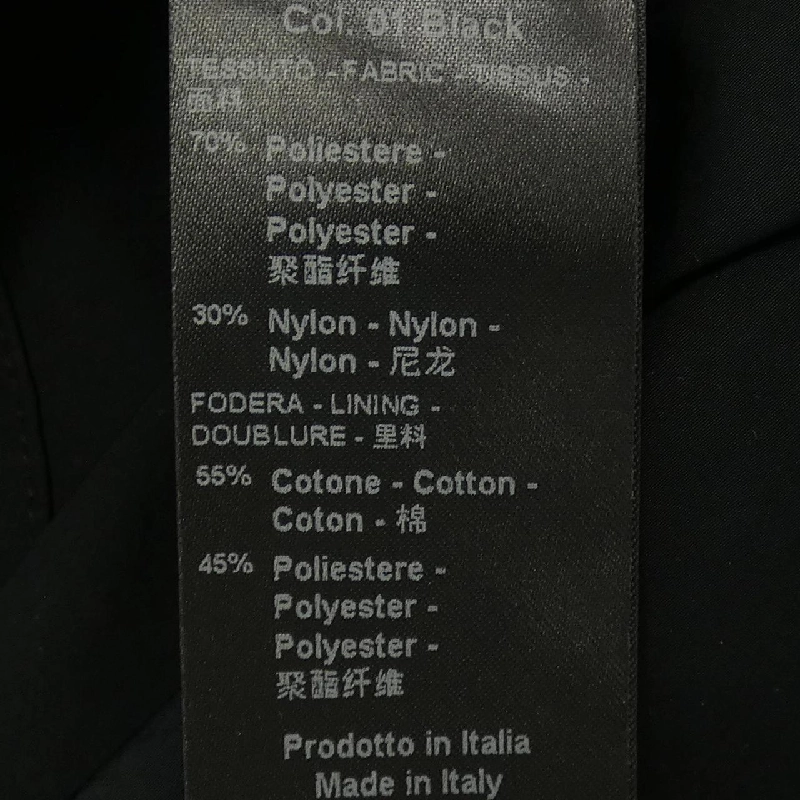 Col. 01 Black
TESSUTO - FABRIC - TISSUS -
面料
70% Poliestere -
Polyester -
Polyester -
聚酯纤维
30% Nylon - Nylon -
Nylon - 尼龙
FODERA - LINING -
DOUBLURE - 里料
55% Cotone - Cotton -
Coton - 棉
45% Poliestere -
Polyester -
Polyester -
聚酯纤维
Prodotto in Italia
Made in Italy